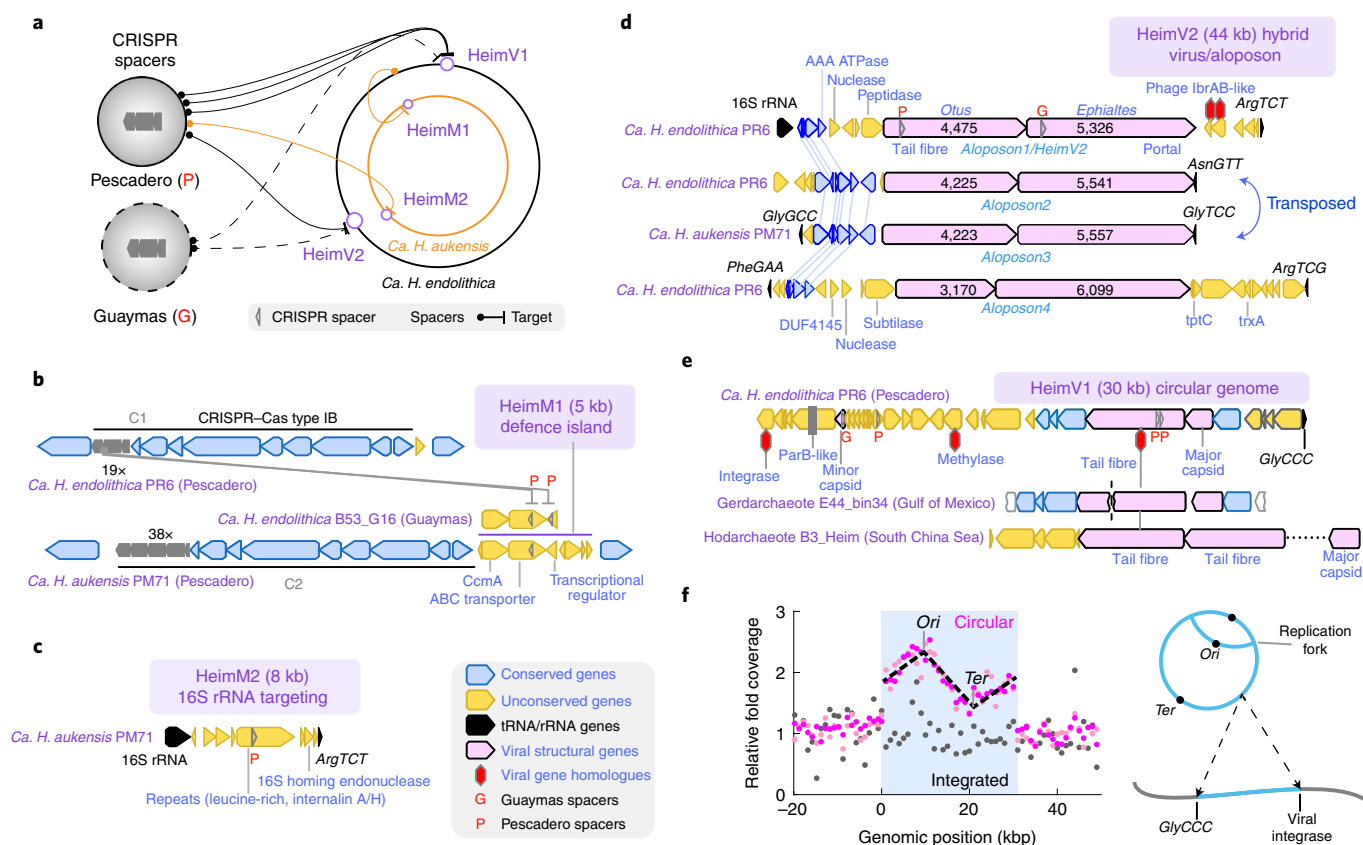 a
CRISPR
spacers
HeimV1
HeimM1
HeimM2
Pescadero (P)
HeimV2
Ca. H. aukensis
Ca. H. endolithica
Guaymas (G)
CRISPR spacer
Spacers
Target
b
C1
CRISPR–Cas type IB
HeimM1 (5 kb)
defence island
19×
Ca. H. endolithica PR6 (Pescadero)
P P
Ca. H. endolithica B53_G16 (Guaymas)
38×
Ca. H. aukensis PM71 (Pescadero)
C2
CcmA
ABC transporter
Transcriptional
regulator
c
HeimM2 (8 kb)
16S rRNA targeting
Ca. H. aukensis PM71
16S rRNA
P
ArgTCT
16S homing endonuclease
Repeats (leucine-rich, internalin A/H)
Conserved genes
Unconserved genes
tRNA/rRNA genes
Viral structural genes
Viral gene homologues
G Guaymas spacers
P Pescadero spacers
d
HeimV2 (44 kb) hybrid
virus/aloposon
AAA ATPase
Nuclease
Peptidase
Phage IbrAB-like
16S rRNA
P
Otus
G
Ephialtes
ArgTCT
Ca. H. endolithica PR6
4,475
5,326
Tail fibre
Aloposon1/HeimV2
Portal
AsnGTT
Ca. H. endolithica PR6
4,225
5,541
Aloposon2
Transposed
GlyGCC
GlyTCC
Ca. H. aukensis PM71
4,223
5,557
Aloposon3
PheGAA
ArgTCG
Ca. H. endolithica PR6
3,170
6,099
Aloposon4
DUF4145
Nuclease
Subtilase
tptC
trxA
e
Ca. H. endolithica PR6 (Pescadero)
HeimV1 (30 kb) circular genome
G
P
PP
Integrase
ParB-like
Minor
capsid
Methylase
Tail fibre
Major
capsid
GlyCCC
Gerdarchaeote E44_bin34 (Gulf of Mexico)
Hodarchaeote B3_Heim (South China Sea)
Tail fibre
Tail fibre
Major
capsid
f
Relative fold coverage
3
2
1
0
Ori
Circular
Ter
Integrated
–20
0
20
40
Genomic position (kbp)
Ori
Replication
fork
Ter
GlyCCC
Viral
integrase